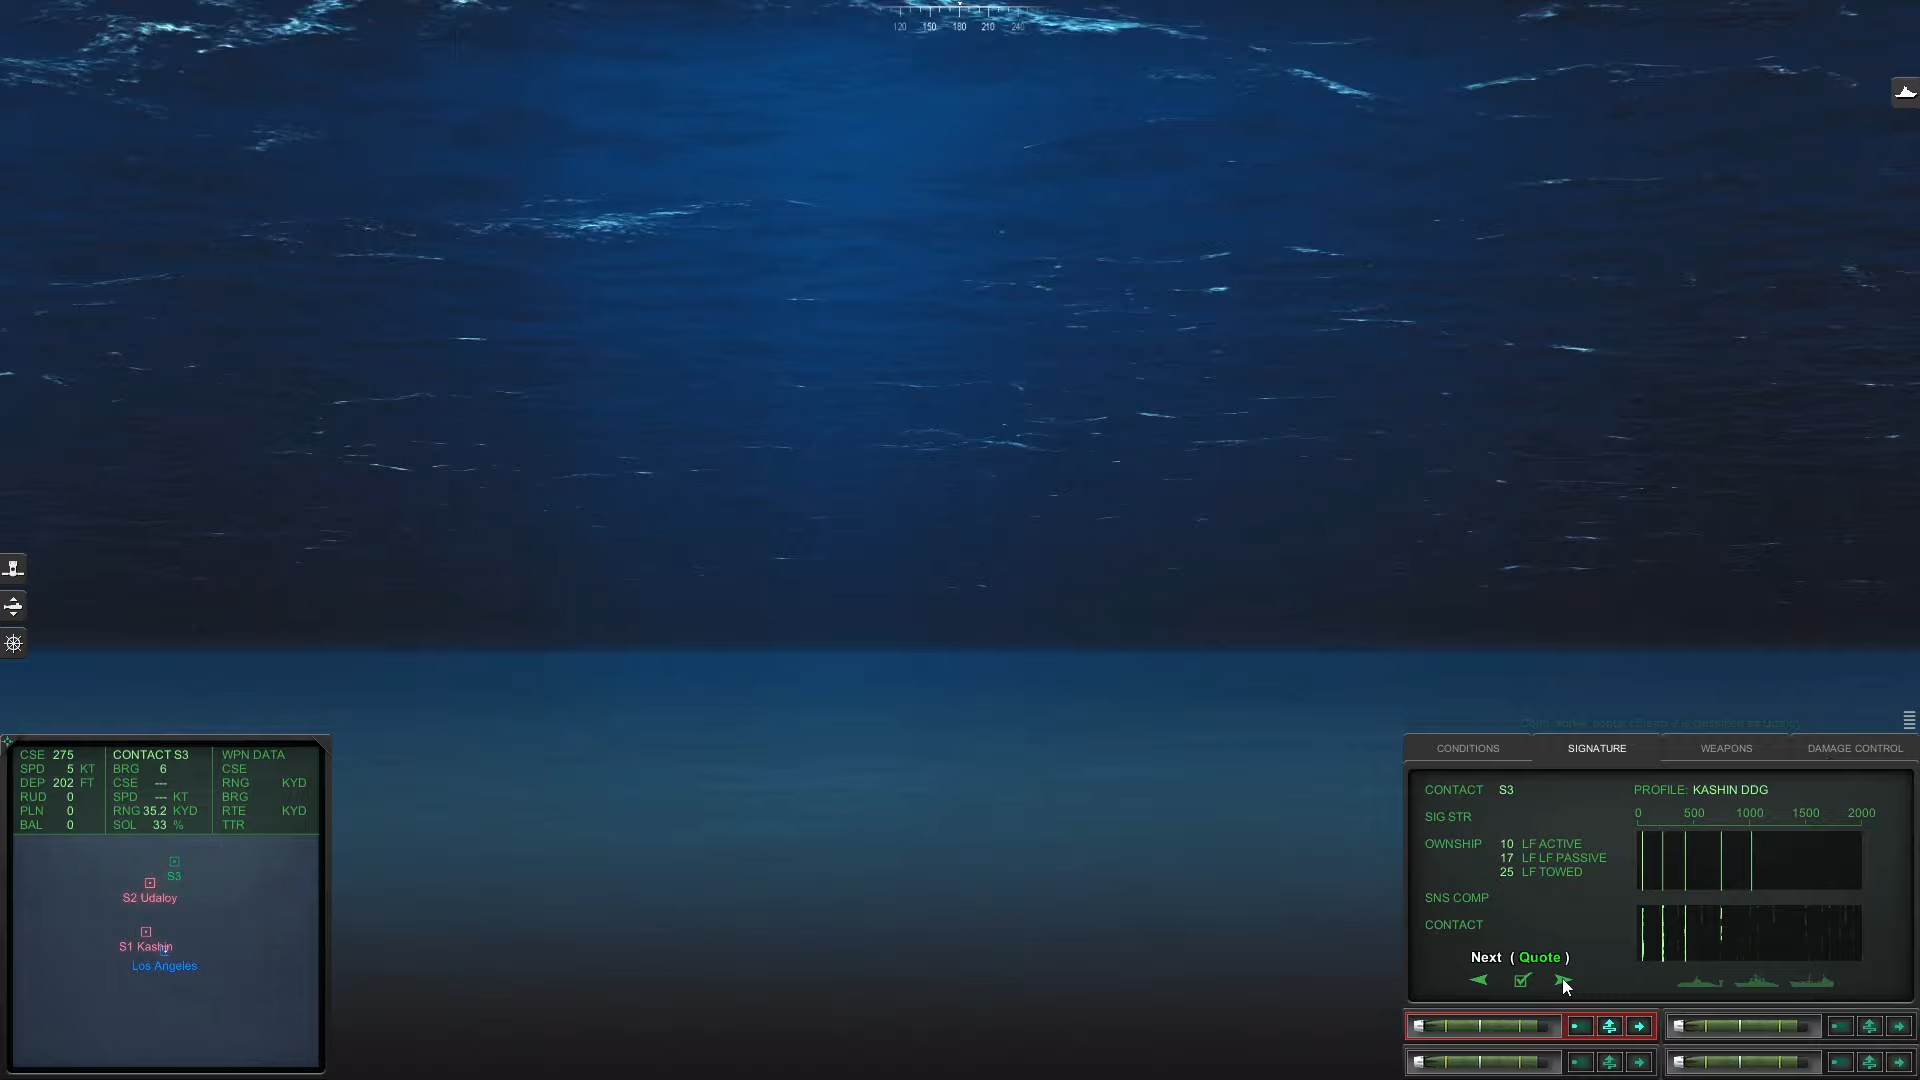 120 150 180 210 240
CSE 275
SPD 5 KT
DEP 202 FT
RUD 0
PLN 0
BAL 0
CONTACT S3
BRG 6
CSE ---
SPD --- KT
RNG 35.2 KYD
SOL 33 %
WPN DATA
CSE
RNG KYD
BRG
RTE KYD
TTR
S3
S2 Udaloy
S1 Kashin
Los Angeles
CONDITIONS
SIGNATURE
WEAPONS
DAMAGE CONTROL
CONTACT S3
SIG STR
OWNSHIP 10 LF ACTIVE
17 LF LF PASSIVE
25 LF TOWED
SNS COMP
CONTACT
Next ( Quote )
PROFILE: KASHIN DDG
0 500 1000 1500 2000